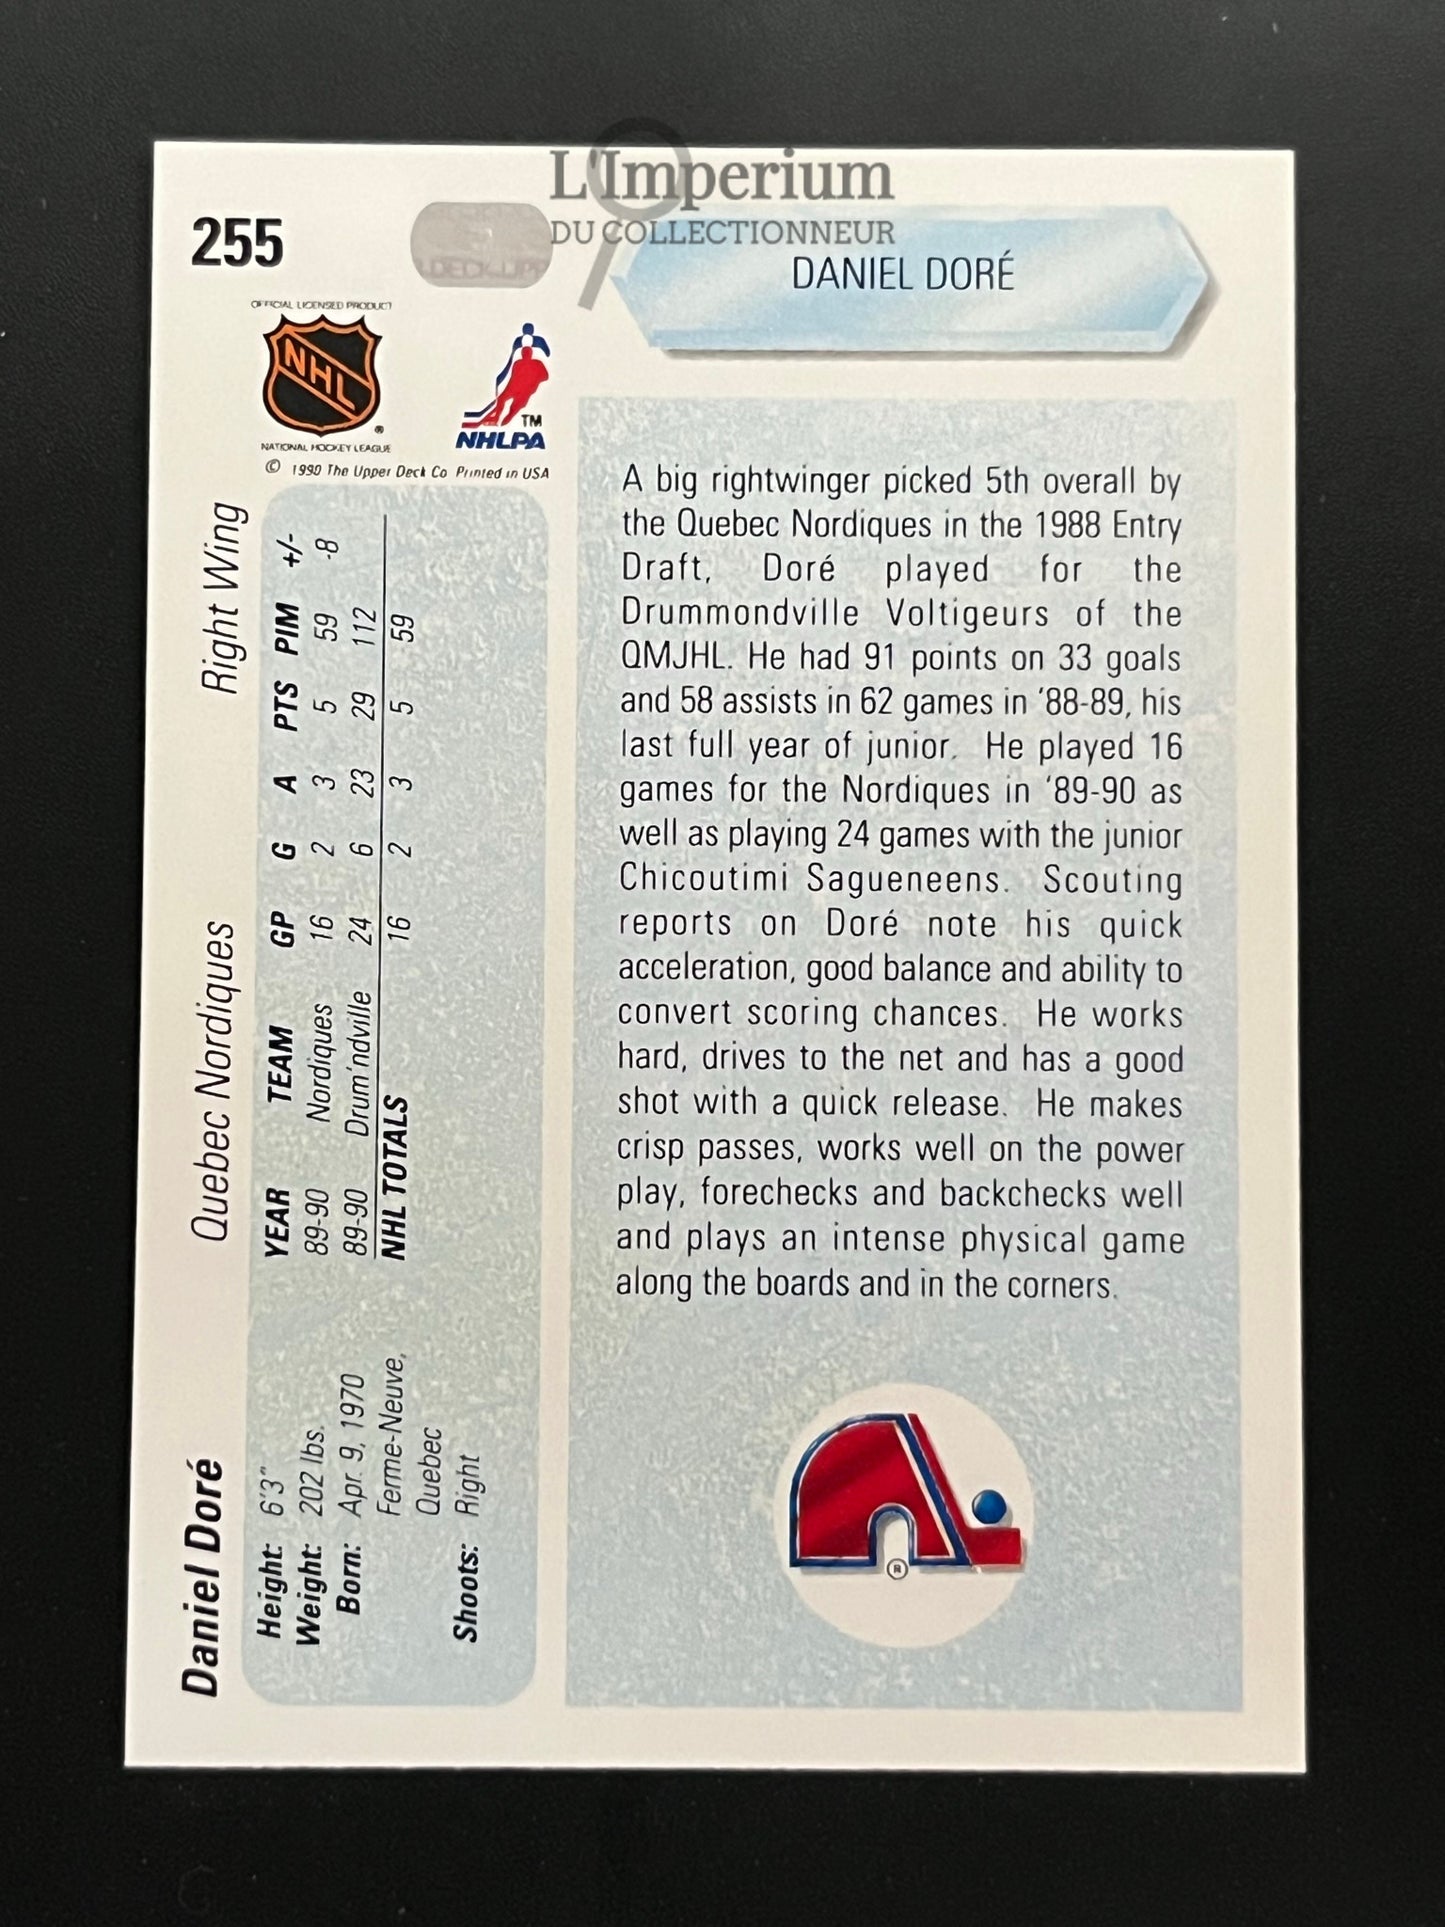 L'Imperium
DU COLLECTIONNEUR
255
DANIEL DORÉ
OFFICIAL LICENSED PRODUCT
NHL
®
NATIONAL HOCKEY LEAGUE
TM
NHLPA
© 1990 The Upper Deck Co Printed in USA
A big rightwinger picked 5th overall by
the Quebec Nordiques in the 1988 Entry
Draft, Doré played for the
Drummondville Voltigeurs of the
QMJHL. He had 91 points on 33 goals
and 58 assists in 62 games in '88-89, his
last full year of junior. He played 16
games for the Nordiques in '89-90 as
well as playing 24 games with the junior
Chicoutimi Sagueneens. Scouting
reports on Doré note his quick
acceleration, good balance and ability to
convert scoring chances. He works
hard, drives to the net and has a good
shot with a quick release. He makes
crisp passes, works well on the power
play, forechecks and backchecks well
and plays an intense physical game
along the boards and in the corners.
®
Daniel Doré Quebec Nordiques Right Wing
Height: 6'3"
Weight: 202 lbs.
Born: Apr. 9, 1970
Ferme-Neuve,
Quebec
Shoots: Right
YEAR TEAM GP G A PTS PIM +/-
89-90 Nordiques 16 2 3 5 59 -8
89-90 Drum'ndville 24 6 23 29 112
NHL TOTALS 16 2 3 5 59